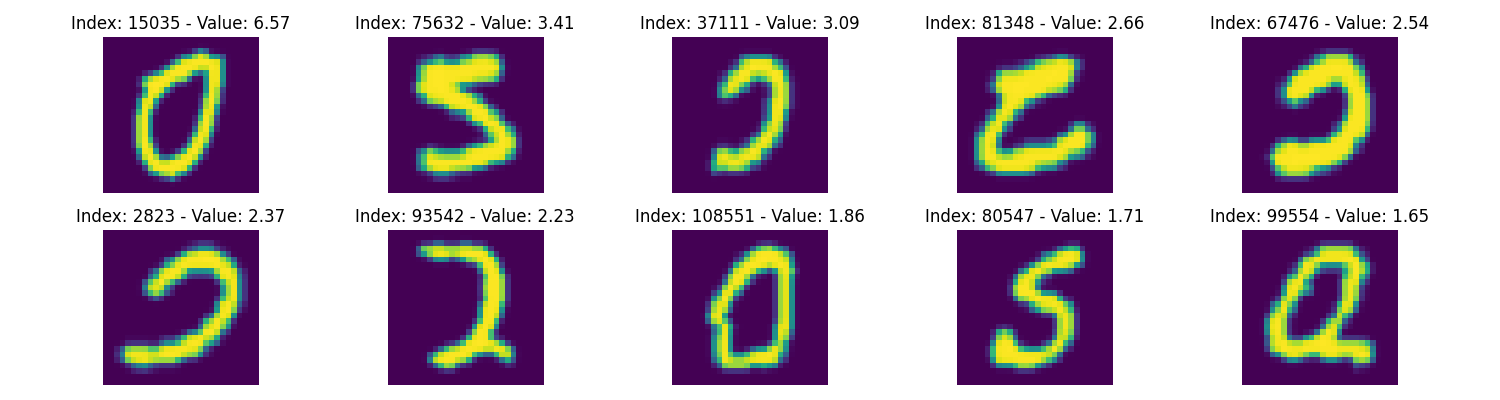 Index: 15035 - Value: 6.57
Index: 75632 - Value: 3.41
Index: 37111 - Value: 3.09
Index: 81348 - Value: 2.66
Index: 67476 - Value: 2.54
Index: 2823 - Value: 2.37
Index: 93542 - Value: 2.23
Index: 108551 - Value: 1.86
Index: 80547 - Value: 1.71
Index: 99554 - Value: 1.65